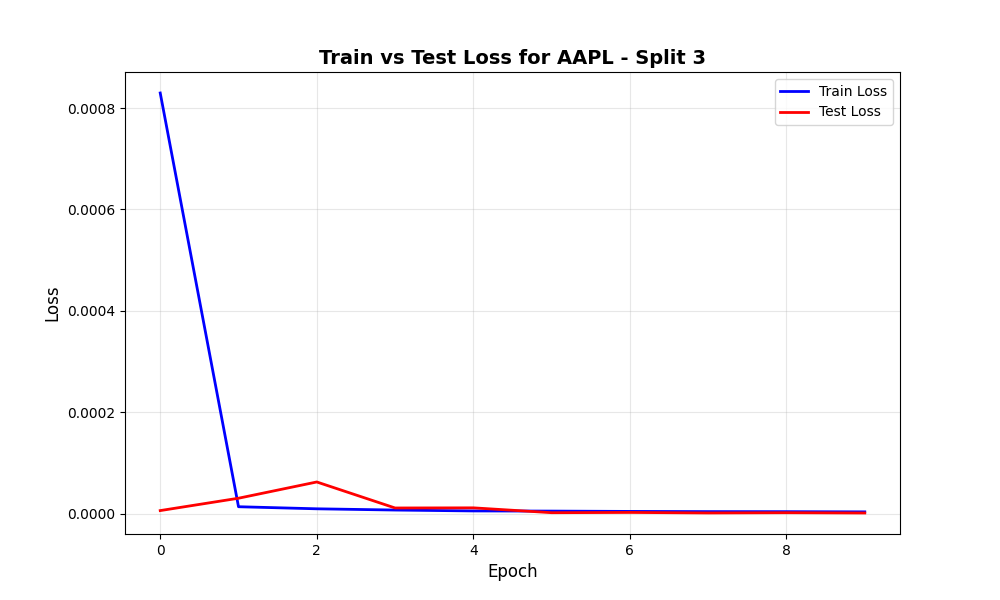 Train vs Test Loss for AAPL - Split 3
Train Loss
Test Loss
0.0008
0.0006
0.0004
0.0002
0.0000
Loss
0 2 4 6 8
Epoch